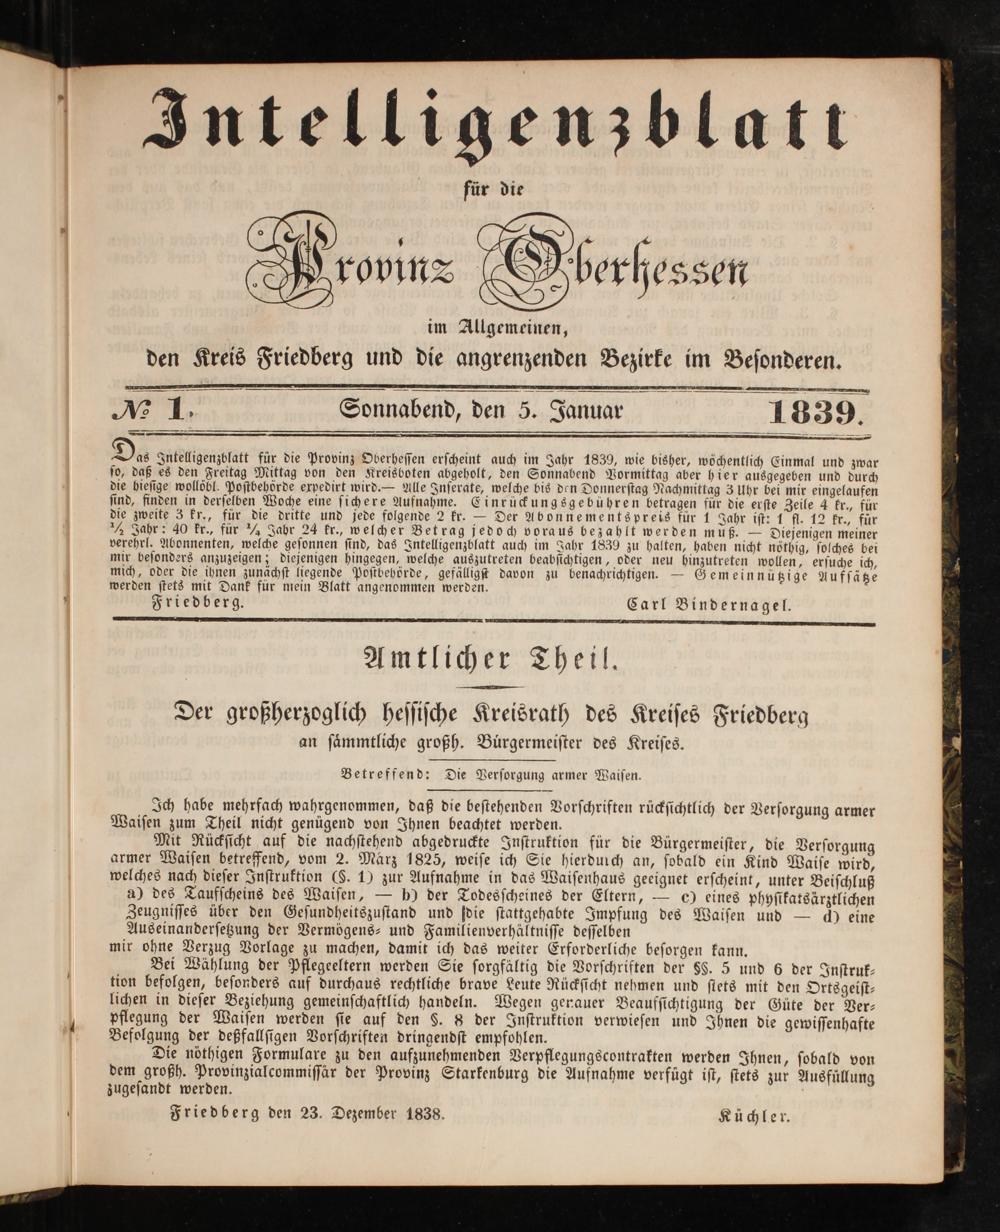 Intelligenzblatt
für die
Provinz Oberhessen
im Allgemeinen,
den Kreis Friedberg und die angrenzenden Bezirke im Besonderen.
№ 1. Sonnabend, den 5. Januar 1839.
Das Intelligenzblatt für die Provinz Oberhessen erscheint auch im Jahr 1839, wie bisher, wöchentlich Einmal und zwar
so, daß es den Freitag Mittag von den Kreisboten abgeholt, den Sonnabend Vormittag aber hier ausgegeben und durch
die hiesige wollöbl. Postbehörde expedirt wird.— Alle Inserate, welche bis den Donnerstag Nachmittag 3 Uhr bei mir eingelaufen
sind, finden in derselben Woche eine sichere Aufnahme. Einrückungsgebühren betragen für die erste Zeile 4 kr., für
die zweite 3 kr., für die dritte und jede folgende 2 kr. — Der Abonnementspreis für 1 Jahr ist: 1 fl. 12 kr., für
½ Jahr: 40 kr., für ¼ Jahr 24 kr., welcher Betrag jedoch voraus bezahlt werden muß. — Diejenigen meiner
verehrl. Abonnenten, welche gesonnen sind, das Intelligenzblatt auch im Jahr 1839 zu halten, haben nicht nöthig, solches bei
mir besonders anzuzeigen; diejenigen hingegen, welche auszutreten beabsichtigen, oder neu hinzutreten wollen, ersuche ich,
mich, oder die ihnen zunächst liegende Postbehörde, gefälligst davon zu benachrichtigen. — Gemeinnützige Aufsätze
werden stets mit Dank für mein Blatt angenommen werden.
Friedberg. Carl Bindernagel.
Amtlicher Theil.
Der großherzoglich hessische Kreisrath des Kreises Friedberg
an sämmtliche großh. Bürgermeister des Kreises.
Betreffend: Die Versorgung armer Waisen.
Ich habe mehrfach wahrgenommen, daß die bestehenden Vorschriften rücksichtlich der Versorgung armer
Waisen zum Theil nicht genügend von Ihnen beachtet werden.
Mit Rücksicht auf die nachstehend abgedruckte Instruktion für die Bürgermeister, die Versorgung
armer Waisen betreffend, vom 2. März 1825, weise ich Sie hierdurch an, sobald ein Kind Waise wird,
welches nach dieser Instruktion (§. 1) zur Aufnahme in das Waisenhaus geeignet erscheint, unter Beischluß
a) des Taufscheins des Waisen, — b) der Todesscheines der Eltern, — c) eines physikatsärztlichen
Zeugnisses über den Gesundheitszustand und die stattgehabte Impfung des Waisen und — d) eine
Auseinandersetzung der Vermögens- und Familienverhältnisse desselben
mir ohne Verzug Vorlage zu machen, damit ich das weiter Erforderliche besorgen kann.
Bei Wählung der Pflegeeltern werden Sie sorgfältig die Vorschriften der §§. 5 und 6 der Instruk-
tion befolgen, besonders auf durchaus rechtliche brave Leute Rücksicht nehmen und stets mit den Ortsgeist-
lichen in dieser Beziehung gemeinschaftlich handeln. Wegen genauer Beaufsichtigung der Güte der Ver-
pflegung der Waisen werden sie auf den §. 8 der Instruktion verwiesen und Ihnen die gewissenhafte
Befolgung der deßfallsigen Vorschriften dringendst empfohlen.
Die nöthigen Formulare zu den aufzunehmenden Verpflegungscontrakten werden Ihnen, sobald von
dem großh. Provinzialcommissär der Provinz Starkenburg die Aufnahme verfügt ist, stets zur Ausfüllung
zugesandt werden.
Friedberg den 23. Dezember 1838. Küchler.